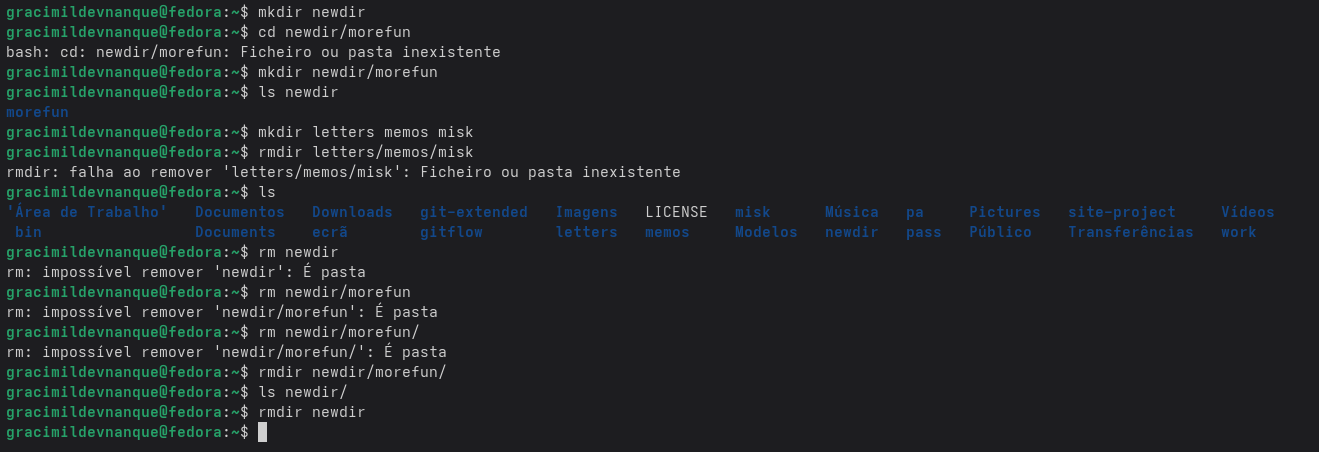 gracimildevnanque@fedora:~$ mkdir newdir
gracimildevnanque@fedora:~$ cd newdir/morefun
bash: cd: newdir/morefun: Ficheiro ou pasta inexistente
gracimildevnanque@fedora:~$ mkdir newdir/morefun
gracimildevnanque@fedora:~$ ls newdir
morefun
gracimildevnanque@fedora:~$ mkdir letters memos misk
gracimildevnanque@fedora:~$ rmdir letters/memos/misk
rmdir: falha ao remover 'letters/memos/misk': Ficheiro ou pasta inexistente
gracimildevnanque@fedora:~$ ls
'Área de Trabalho'   Documentos   Downloads   git-extended   Imagens   LICENSE   misk      Música   pa     Pictures   site-project     Vídeos
 bin                 Documents    ecrã        gitflow        letters   memos     Modelos   newdir   pass   Público    Transferências   work
gracimildevnanque@fedora:~$ rm newdir
rm: impossível remover 'newdir': É pasta
gracimildevnanque@fedora:~$ rm newdir/morefun
rm: impossível remover 'newdir/morefun': É pasta
gracimildevnanque@fedora:~$ rm newdir/morefun/
rm: impossível remover 'newdir/morefun/': É pasta
gracimildevnanque@fedora:~$ rmdir newdir/morefun/
gracimildevnanque@fedora:~$ ls newdir/
gracimildevnanque@fedora:~$ rmdir newdir
gracimildevnanque@fedora:~$